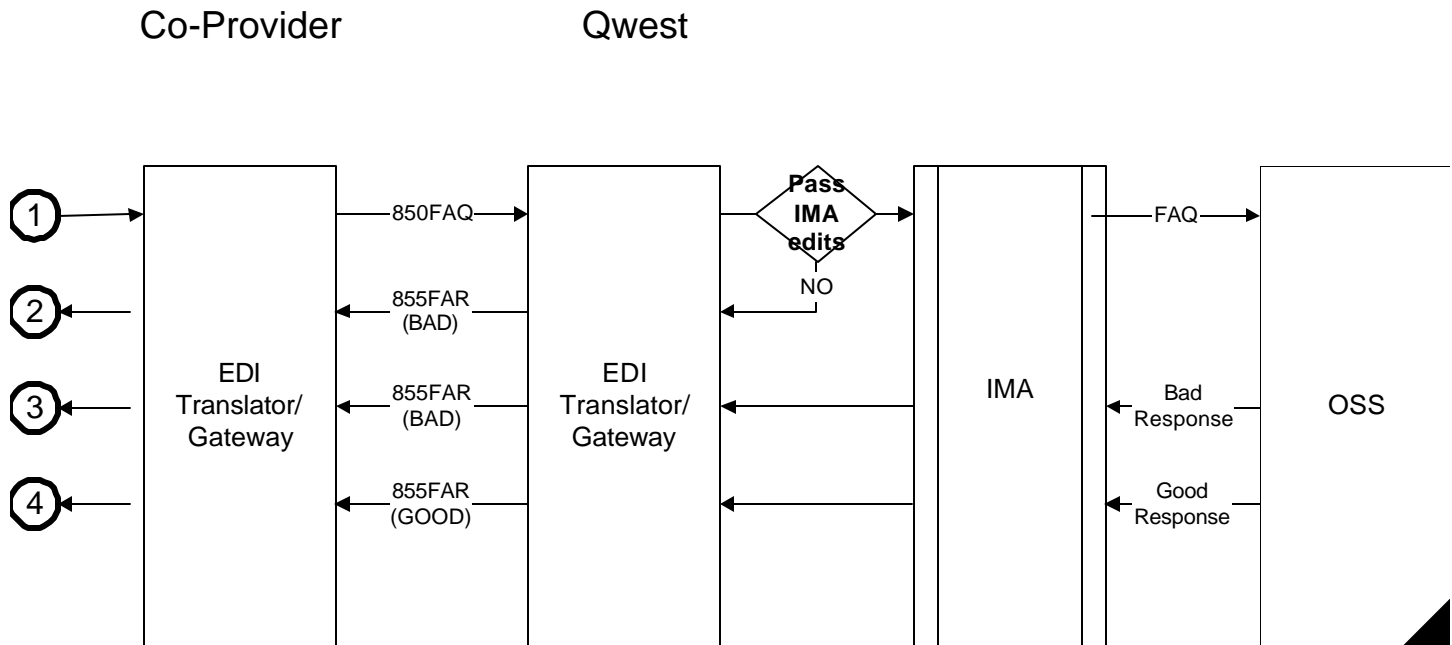 Co-Provider
Qwest
1
850FAQ
Pass
IMA
edits
FAQ
NO
2
855FAR
(BAD)
EDI
Translator/
Gateway
EDI
Translator/
Gateway
IMA
OSS
3
855FAR
(BAD)
Bad
Response
4
855FAR
(GOOD)
Good
Response